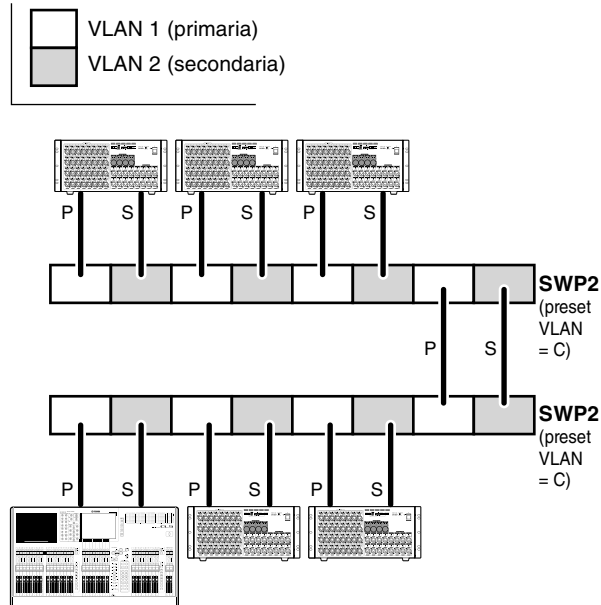 VLAN 1 (primaria)
VLAN 2 (secondaria)
P S P S P S
SWP2
(preset
VLAN
= C)
P S
SWP2
(preset
VLAN
= C)
P S P S P S